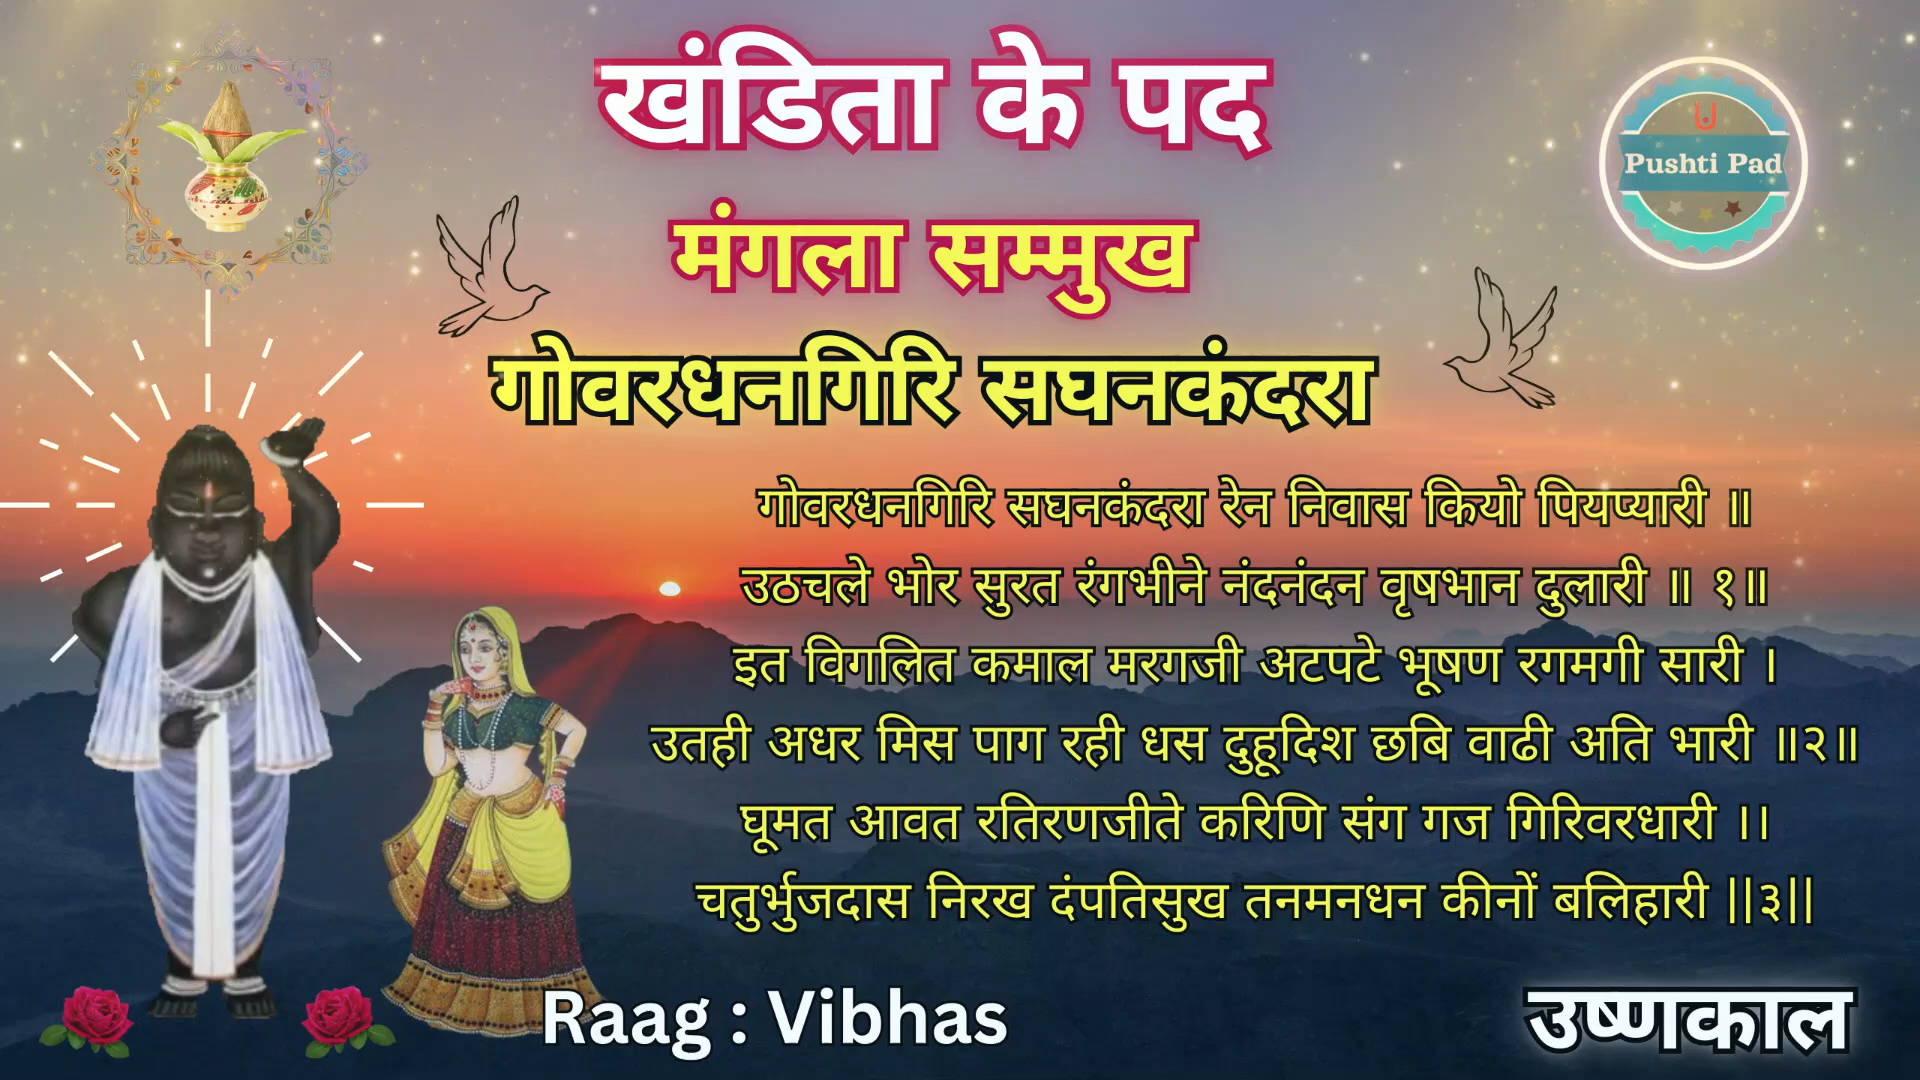 खंडिता के पद
Pushti Pad
मंगला सम्मुख
गोवरधनगिरि सघनकंदरा
गोवरधनगिरि सघनकंदरा रेन निवास कियो पियप्यारी ॥
उठचले भोर सुरत रंगभीने नंदनंदन वृषभान दुलारी ॥ १॥
इत विगलित कमाल मरगजी अटपटे भूषण रगमगी सारी ।
उतही अधर मिस पाग रही धस दुहूदिश छबि वाढी अति भारी ॥२॥
घूमत आवत रतिरणजीते करिणि संग गज गिरिवरधारी ।।
चतुर्भुजदास निरख दंपतिसुख तनमनधन कीनों बलिहारी ||३||
Raag : Vibhas
उष्णकाल